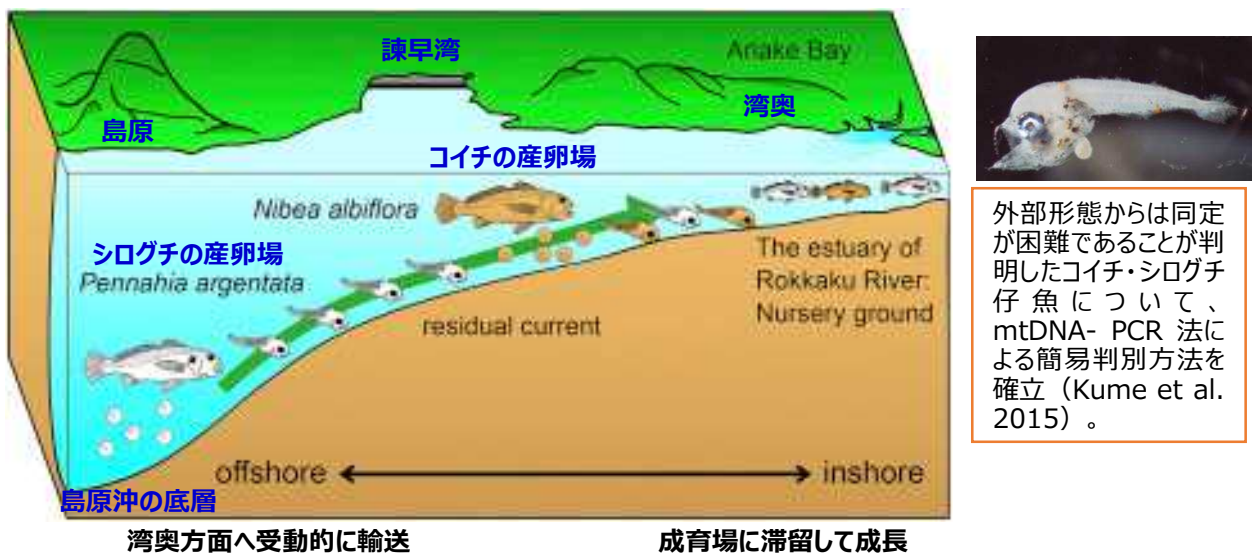 諫早湾
Ariake Bay
島原
湾奥
コイチの産卵場
Nibea albiflora
シログチの産卵場
Pennahia argentata
The estuary of
Rokkaku River:
Nursery ground
residual current
offshore
inshore
島原沖の底層
湾奥方面へ受動的に輸送
成育場に滞留して成長
外部形態からは同定
が困難であることが判
明したコイチ・シログチ
仔魚について、
mtDNA- PCR 法に
よる簡易判別方法を
確立（Kume et al.
2015）。